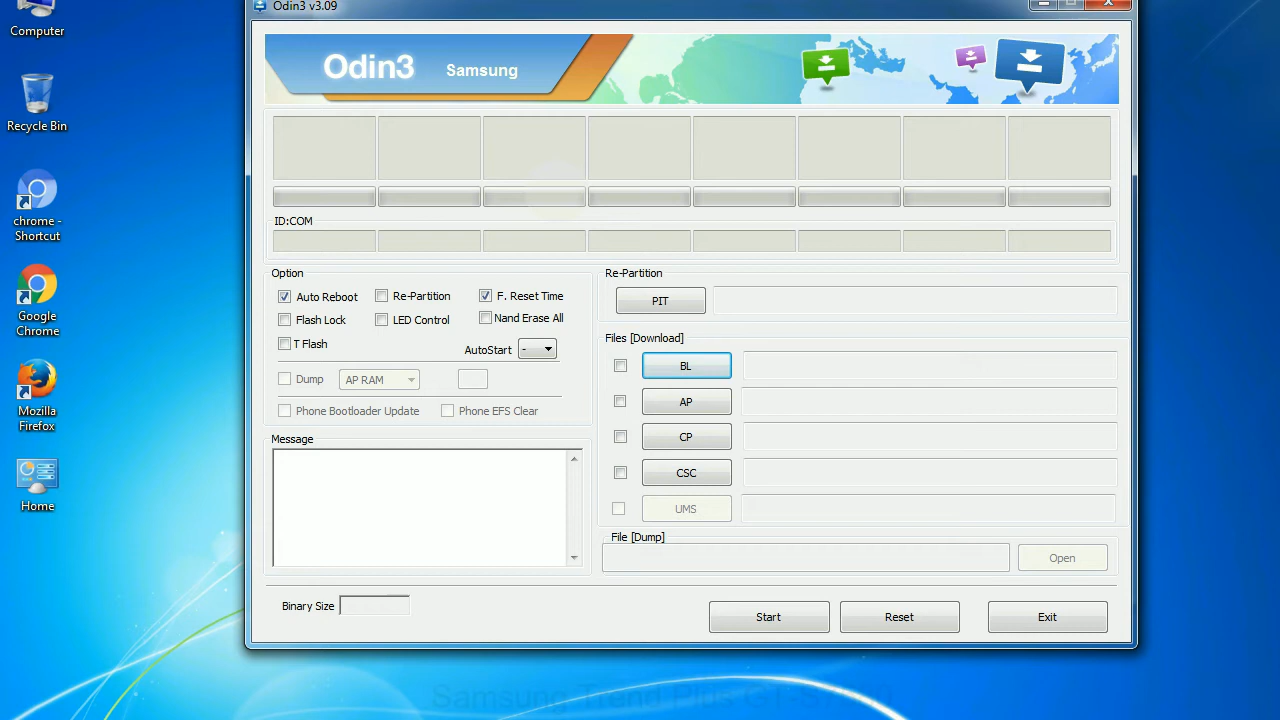 Computer
Recycle Bin
chrome -
Shortcut
Google
Chrome
Mozilla
Firefox
Home
Odin3 v3.09
Odin3 Samsung
ID:COM
Option
Auto Reboot
Re-Partition
F. Reset Time
Flash Lock
LED Control
Nand Erase All
T Flash
AutoStart -
Dump AP RAM
Phone Bootloader Update
Phone EFS Clear
Message
Binary Size
Re-Partition
PIT
Files [Download]
BL
AP
CP
CSC
UMS
File [Dump]
Open
Start
Reset
Exit
Samsung Trend Plus